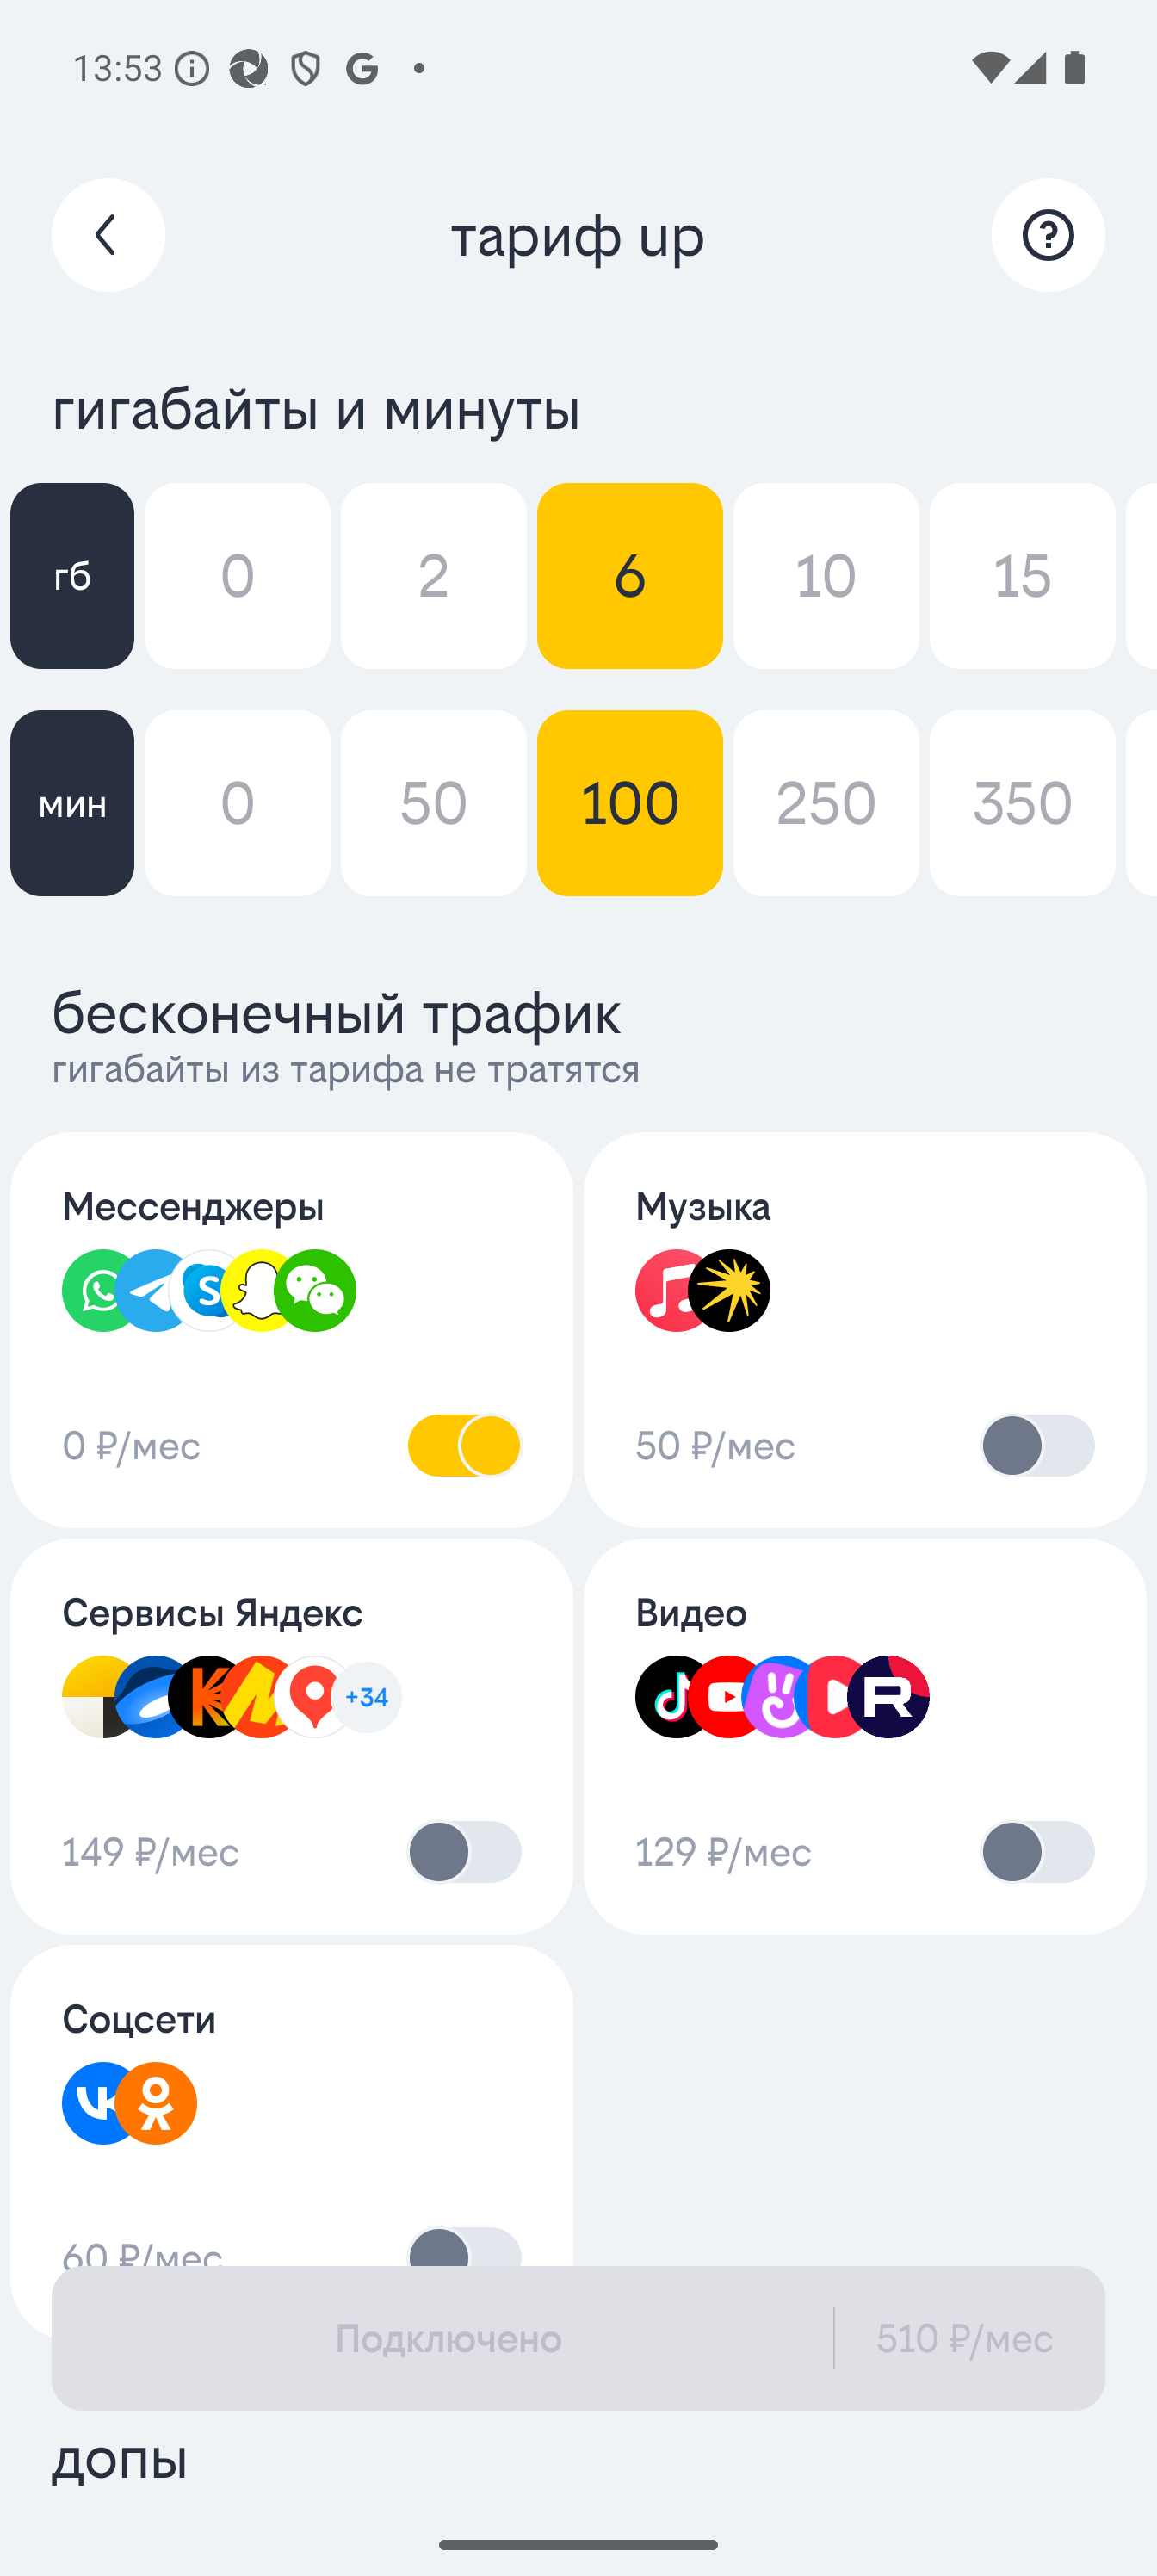 13:53
тариф up
гигабайты и минуты
гб 0 2 6 10 15
мин 0 50 100 250 350
бесконечный трафик
гигабайты из тарифа не тратятся
Мессенджеры
0 ₽/мес
Музыка
50 ₽/мес
Сервисы Яндекс
+34
149 ₽/мес
Видео
129 ₽/мес
Соцсети
60 ₽/мес
Подключено 510 ₽/мес
допы